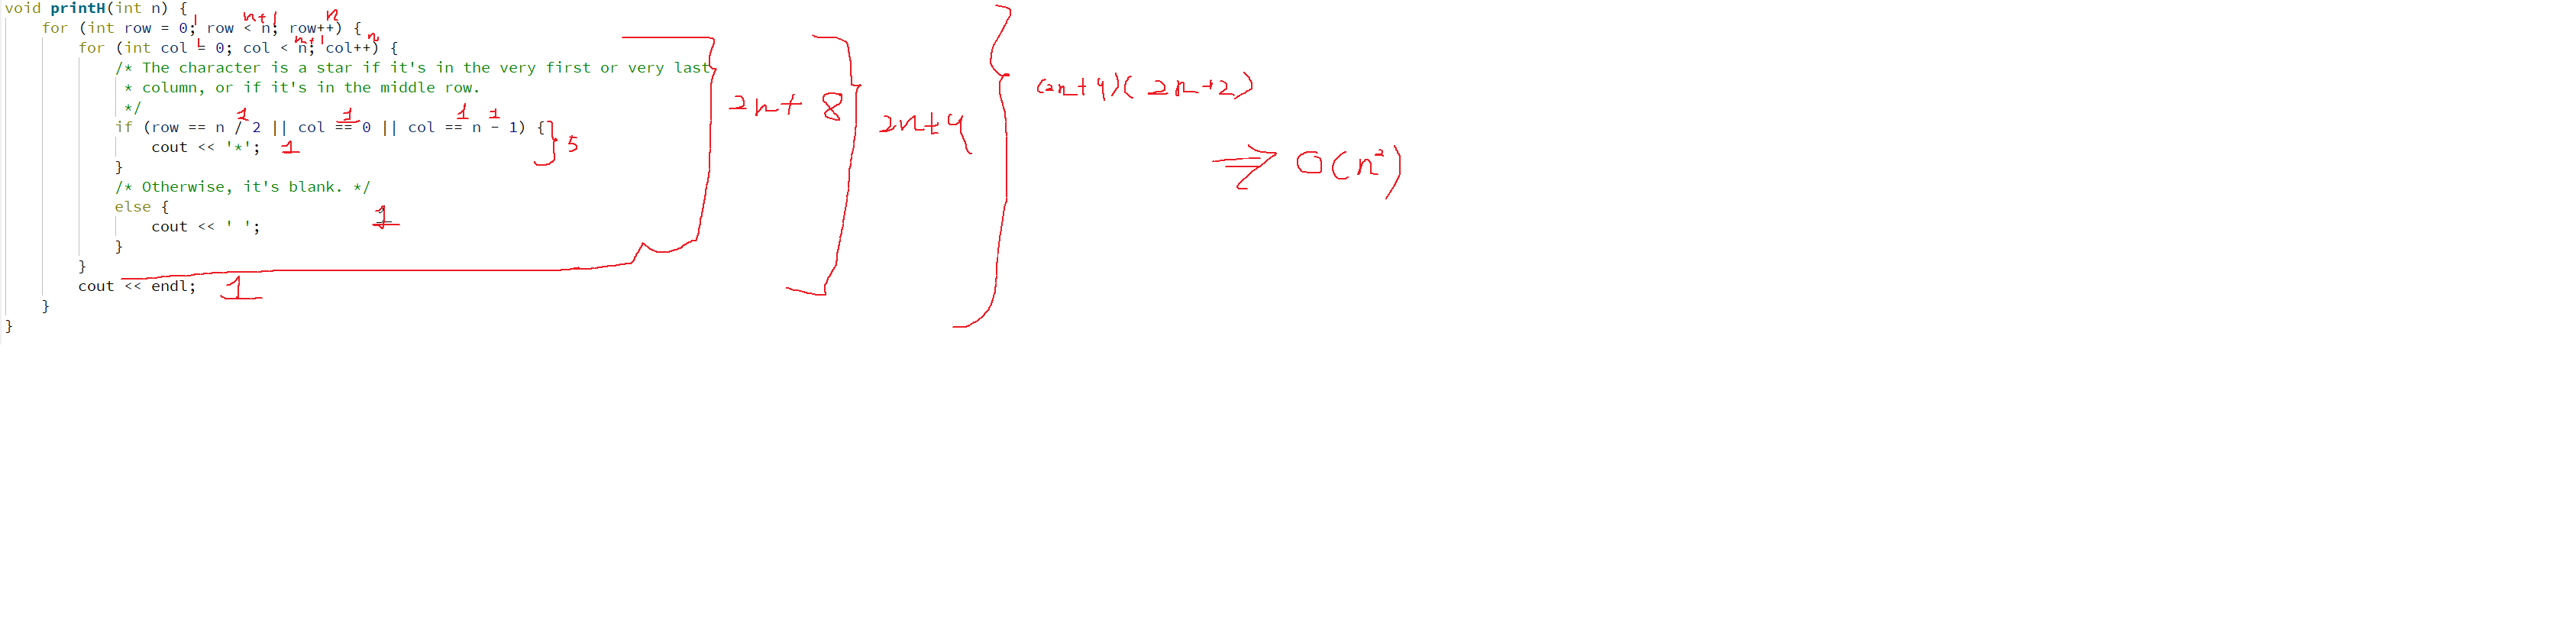 void printH(int n) {
1 n+1 n
for (int row = 0; row < n; row++) {
1 n+1 n
for (int col = 0; col < n; col++) {
/* The character is a star if it's in the very first or very last
* column, or if it's in the middle row.
*/
1 1 1 1
if (row == n / 2 || col == 0 || col == n - 1) {
cout << '*'; 1
} 5
/* Otherwise, it's blank. */
else {
cout << ' '; 1
}
}
cout << endl; 1
}
}
2n+8
2n+9
(2n+9)(2n+2)
⇒ O(n²)